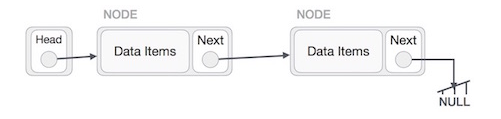 NODE
NODE
Head
Data Items
Next
Data Items
Next
NULL